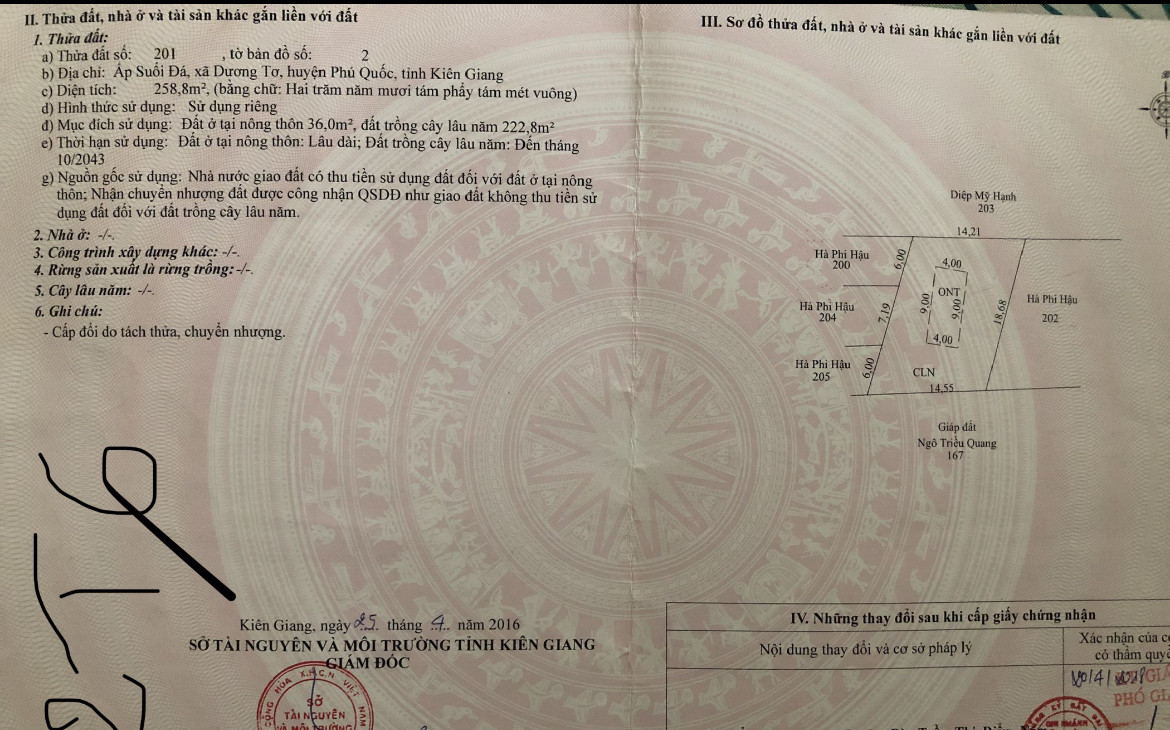 II. Thửa đất, nhà ở và tài sản khác gắn liền với đất
1. Thửa đất:
a) Thửa đất số: 201 , tờ bản đồ số: 2
b) Địa chỉ: Ấp Suối Đá, xã Dương Tơ, huyện Phú Quốc, tỉnh Kiên Giang
c) Diện tích: 258,8m², (bằng chữ: Hai trăm năm mươi tám phẩy tám mét vuông)
d) Hình thức sử dụng: Sử dụng riêng
đ) Mục đích sử dụng: Đất ở tại nông thôn 36,0m², đất trồng cây lâu năm 222,8m²
e) Thời hạn sử dụng: Đất ở tại nông thôn: Lâu dài; Đất trồng cây lâu năm: Đến tháng
10/2043
g) Nguồn gốc sử dụng: Nhà nước giao đất có thu tiền sử dụng đất đối với đất ở tại nông
thôn; Nhận chuyển nhượng đất được công nhận QSDĐ như giao đất không thu tiền sử
dụng đất đối với đất trồng cây lâu năm.
2. Nhà ở: -/-.
3. Công trình xây dựng khác: -/-.
4. Rừng sản xuất là rừng trồng: -/-.
5. Cây lâu năm: -/-.
6. Ghi chú:
- Cấp đổi do tách thửa, chuyển nhượng.
Kiên Giang, ngày 25 tháng 4 năm 2016
SỞ TÀI NGUYÊN VÀ MÔI TRƯỜNG TỈNH KIÊN GIANG
GIÁM ĐỐC
CỘNG HÒA X.H.C.N VIỆT NAM
SỞ
TÀI NGUYÊN
VÀ MÔI TRƯỜNG
III. Sơ đồ thửa đất, nhà ở và tài sản khác gắn liền với đất
Diệp Mỹ Hạnh
203
14,21
Hà Phi Hậu
200
6,00
4,00
ONT
9,00
9,00
4,00
Hà Phi Hậu
204
7,19
18,68
Hà Phi Hậu
202
Hà Phi Hậu
205
6,00
CLN
14,55
Giáp đất
Ngô Triều Quang
167
IV. Những thay đổi sau khi cấp giấy chứng nhận
Nội dung thay đổi và cơ sở pháp lý
Xác nhận của c
có thẩm quyề
PHÓ GI